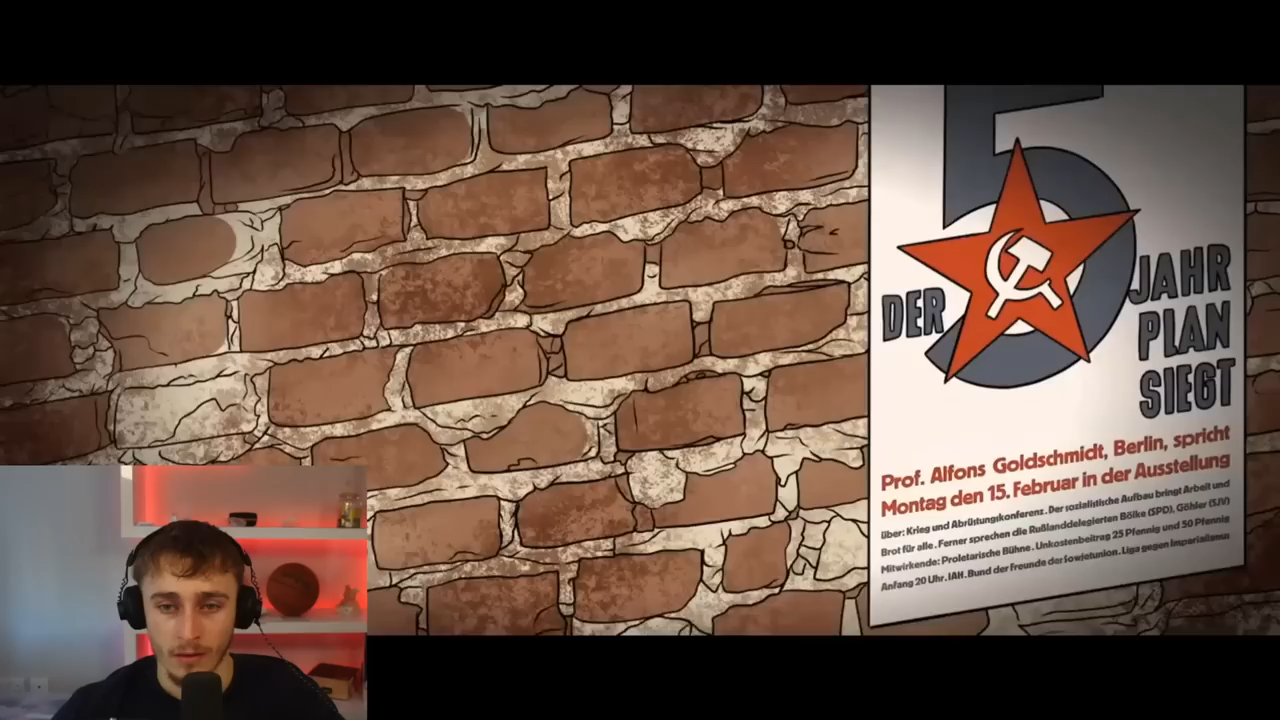 5
DER
JAHR
PLAN
SIEGT
Prof. Alfons Goldschmidt, Berlin, spricht
Montag den 15. Februar in der Ausstellung
über: Krieg und Abrüstungskonferenz. Der sozialistische Aufbau bringt Arbeit und
Brot für alle. Ferner sprechen die Rußlanddelegierten Bölke (SPD), Göhler (SJV)
Mitwirkende: Proletarische Bühne. Unkostenbeitrag 25 Pfennig und 50 Pfennig
Anfang 20 Uhr. IAH. Bund der Freunde der Sowjetunion. Liga gegen Imperialismus